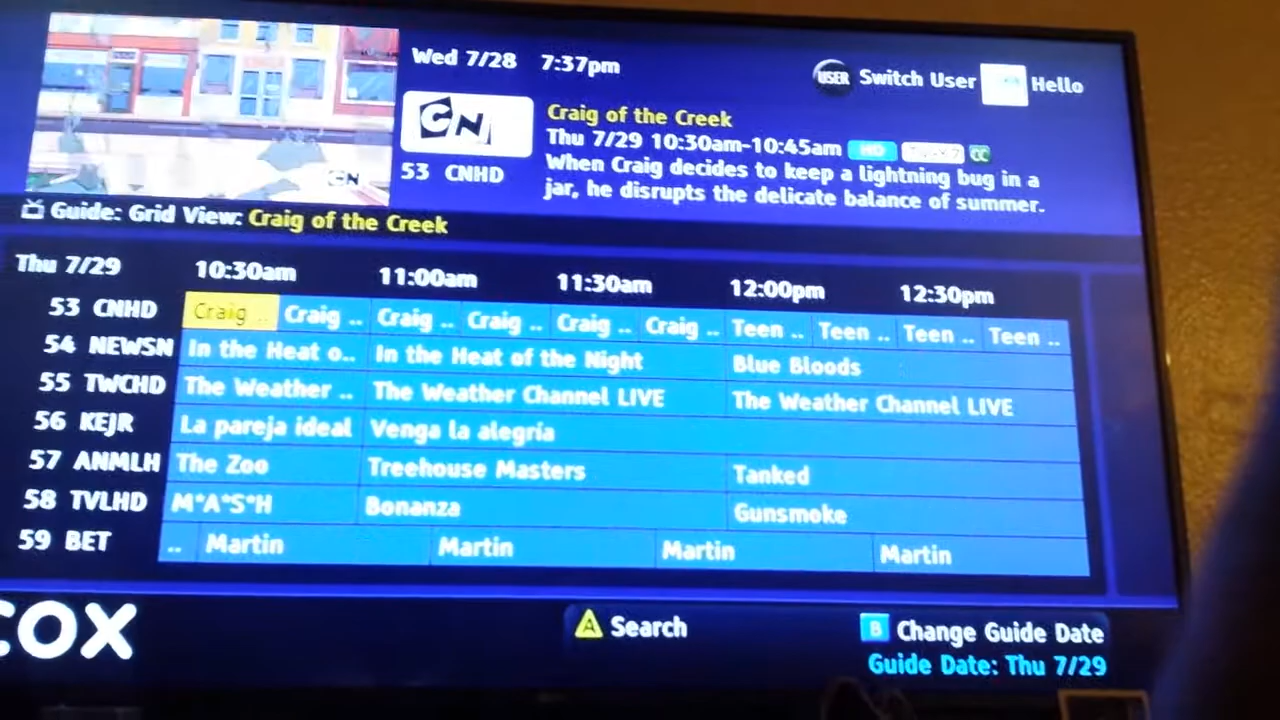 Wed 7/28 7:37pm
USER Switch User Hello
CN
53 CNHD
Craig of the Creek
Thu 7/29 10:30am-10:45am HD CC
When Craig decides to keep a lightning bug in a
jar, he disrupts the delicate balance of summer.
CN
Guide: Grid View: Craig of the Creek
Thu 7/29 10:30am 11:00am 11:30am 12:00pm 12:30pm
53 CNHD Craig .. Craig .. Craig .. Craig .. Craig .. Craig .. Teen .. Teen .. Teen .. Teen ..
54 NEWSN In the Heat o.. In the Heat of the Night Blue Bloods
55 TWCHD The Weather .. The Weather Channel LIVE The Weather Channel LIVE
56 KEJR La pareja ideal Venga la alegría
57 ANMLH The Zoo Treehouse Masters Tanked
58 TVLHD M*A*S*H Bonanza Gunsmoke
59 BET .. Martin Martin Martin Martin
COX
A Search
B Change Guide Date
Guide Date: Thu 7/29